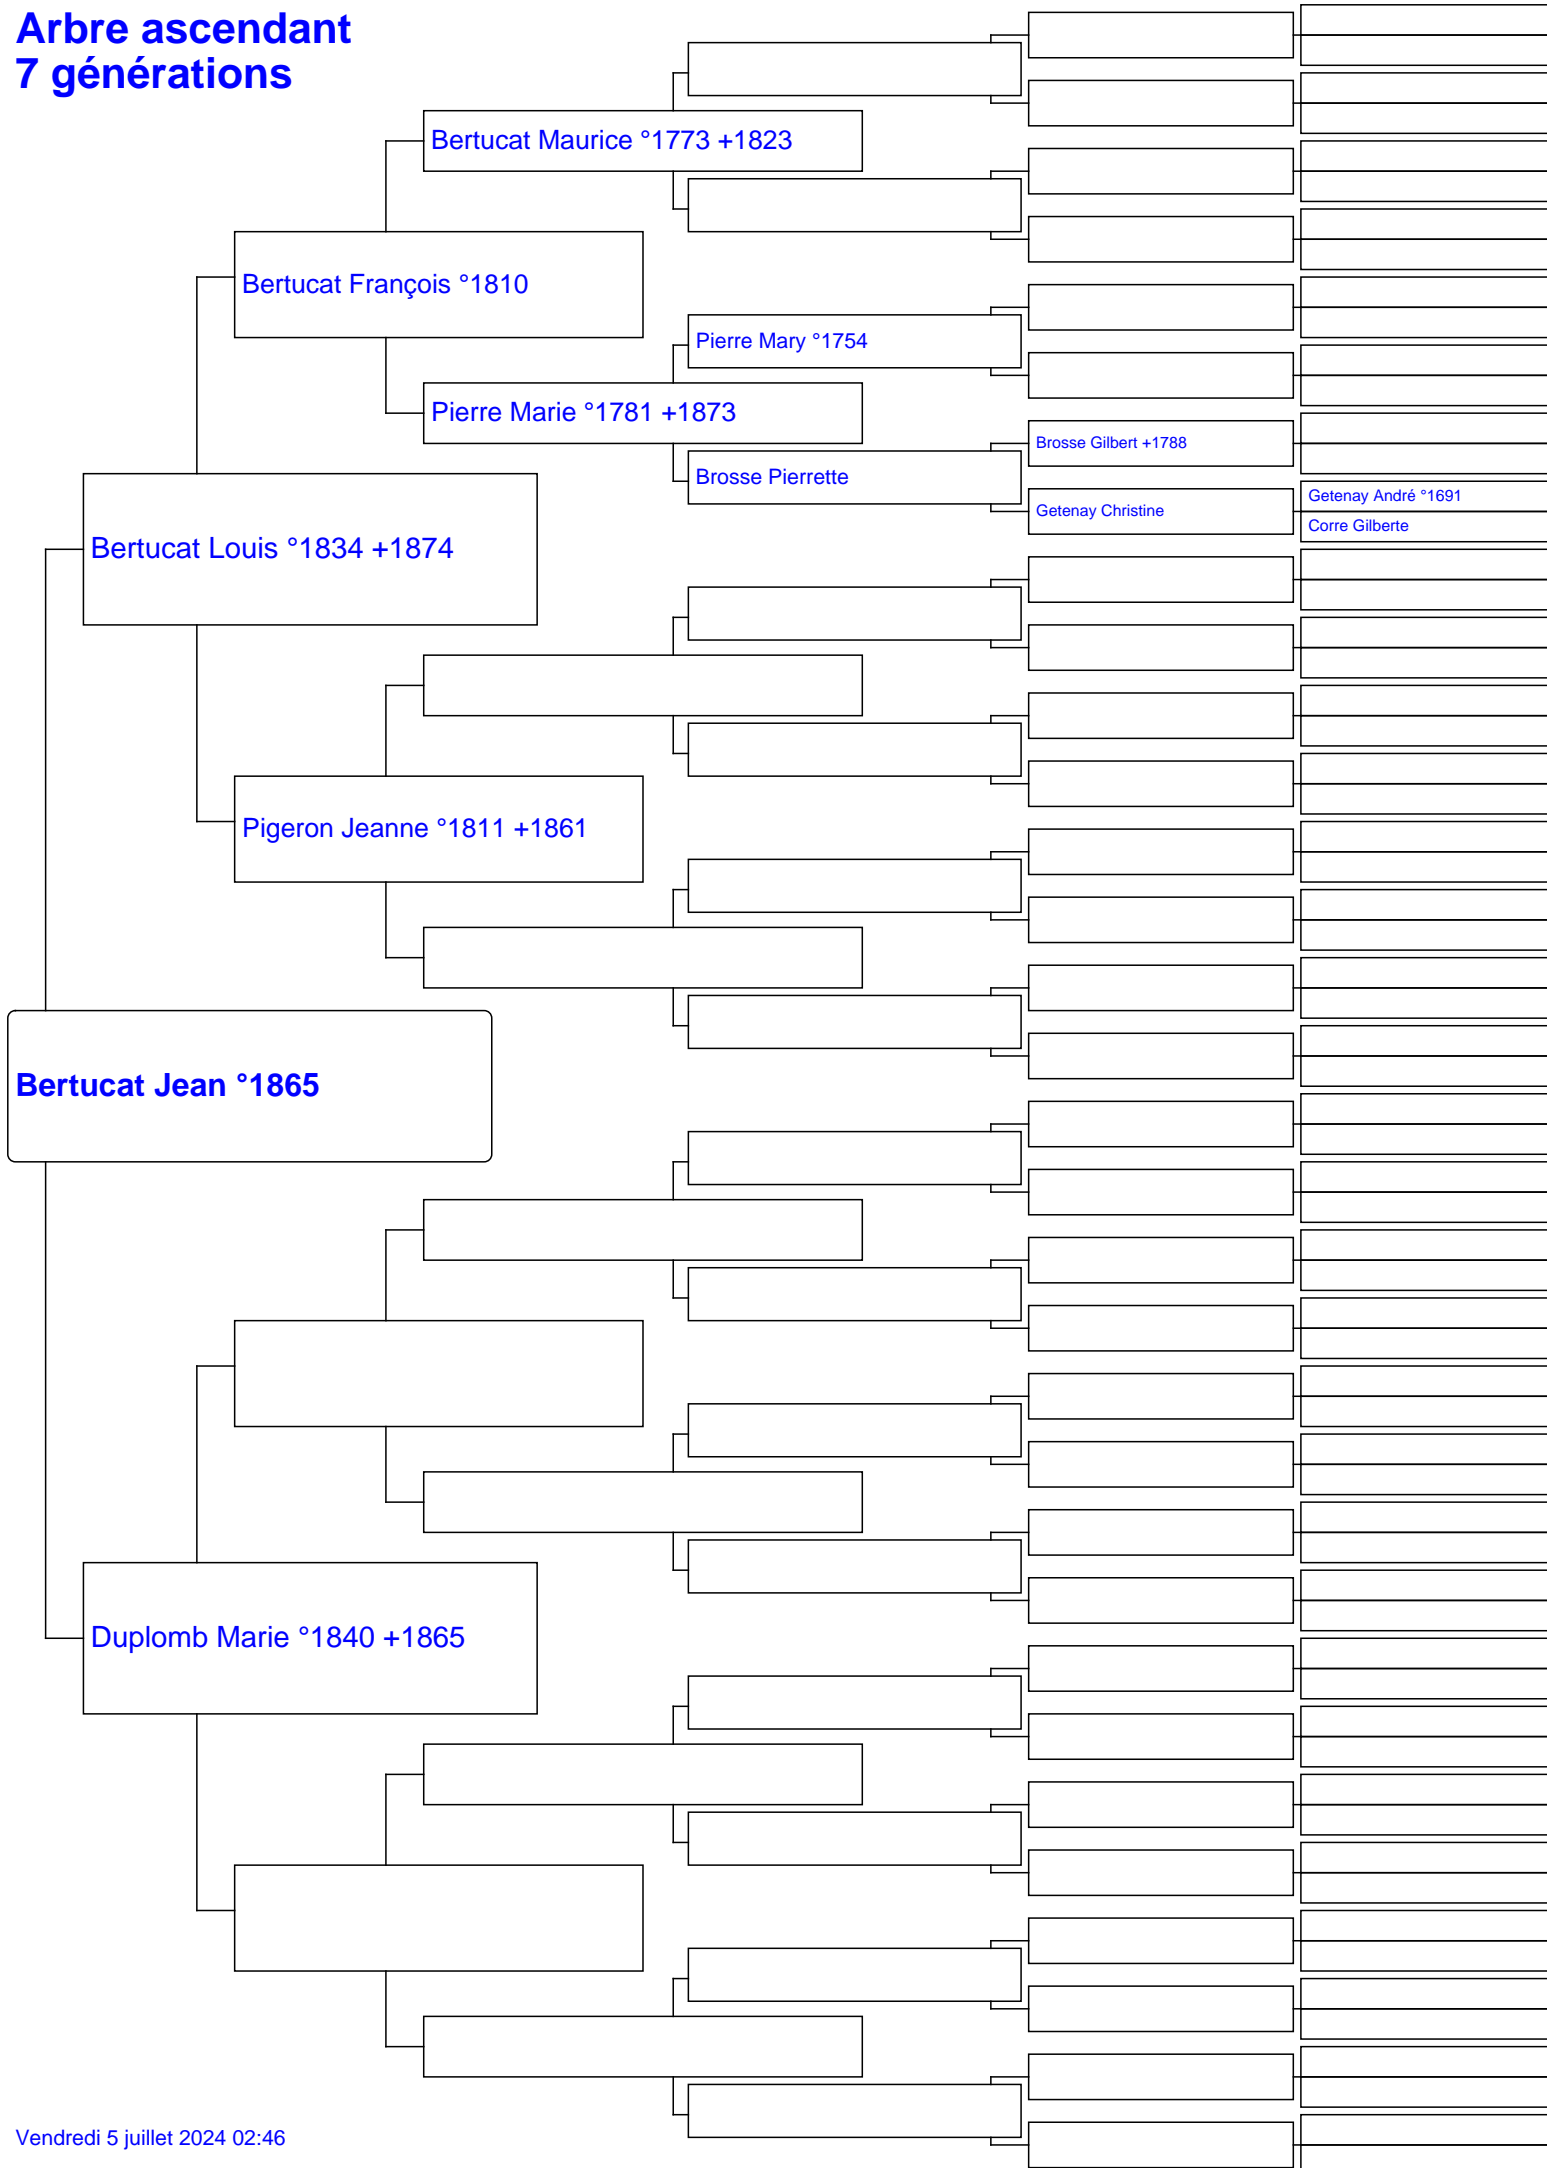 Arbre ascendant
7 générations
Bertucat Maurice °1773 +1823
Bertucat François °1810
Pierre Mary °1754
Pierre Marie °1781 +1873
Brosse Gilbert +1788
Brosse Pierrette
Getenay André °1691
Getenay Christine
Corre Gilberte
Bertucat Louis °1834 +1874
Pigeron Jeanne °1811 +1861
Bertucat Jean °1865
Duplomb Marie °1840 +1865
Vendredi 5 juillet 2024 02:46